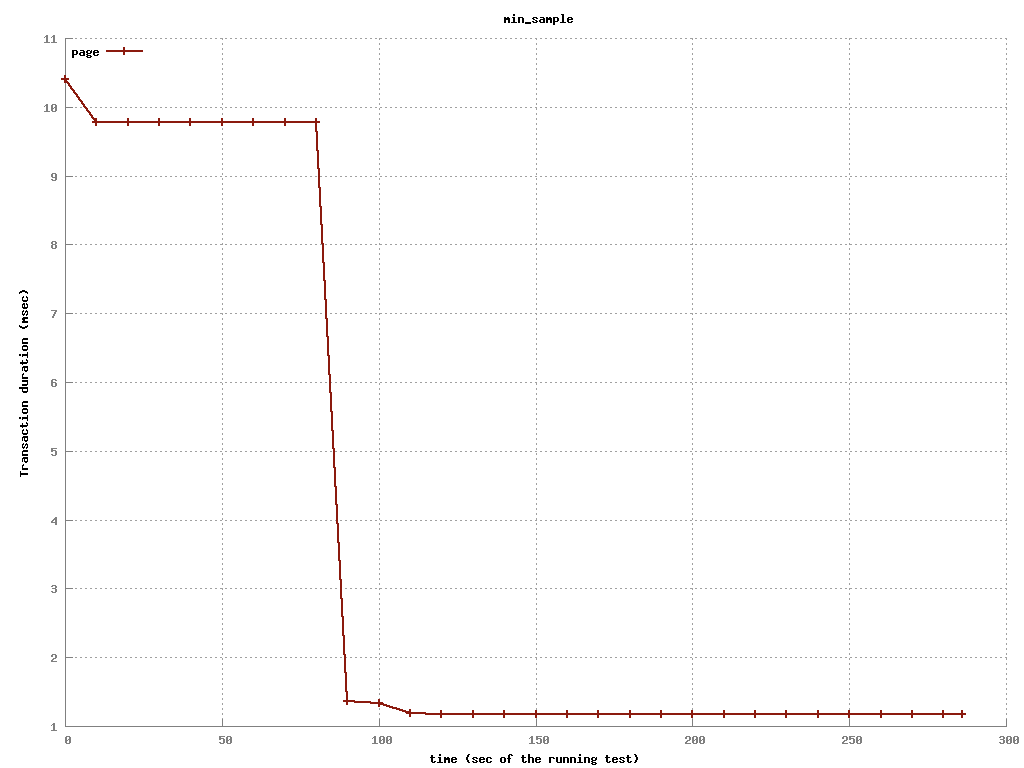 min_sample
page
11
10
9
8
7
6
5
4
3
2
1
Transaction duration (msec)
0 50 100 150 200 250 300
time (sec of the running test)